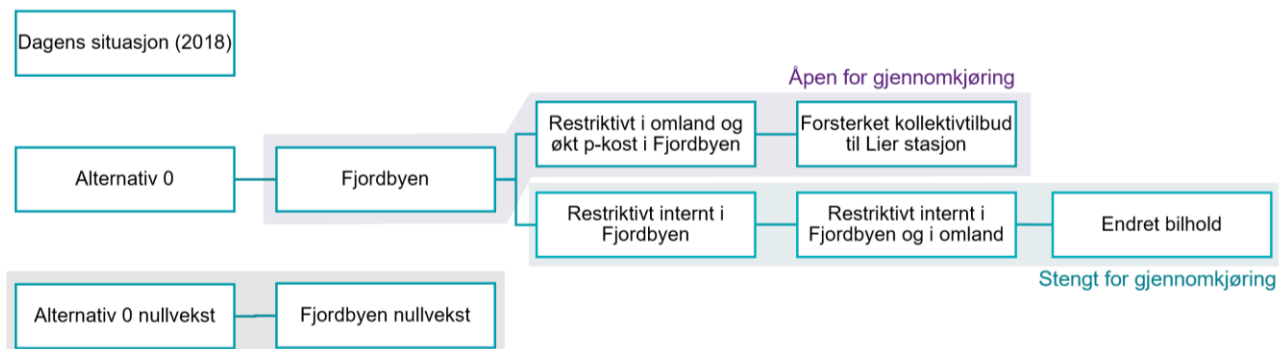 Dagens situasjon (2018)
Åpen for gjennomkjøring
Restriktivt i omland og
økt p-kost i Fjordbyen
Forsterket kollektivtilbud
til Lier stasjon
Alternativ 0
Fjordbyen
Restriktivt internt i
Fjordbyen
Restriktivt internt i
Fjordbyen og i omland
Endret bilhold
Stengt for gjennomkjøring
Alternativ 0 nullvekst
Fjordbyen nullvekst